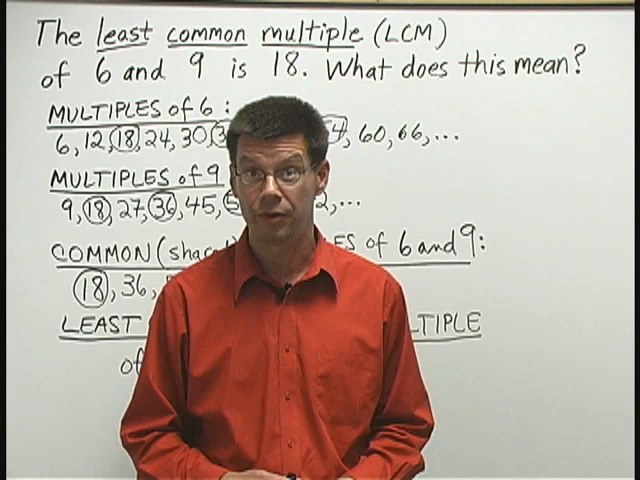 The least common multiple (LCM)
of 6 and 9 is 18. What does this mean?
MULTIPLES of 6:
6, 12, 18, 24, 30 60, 66, ...
MULTIPLES of 9
9, 18, 27, 36, 45, ...
COMMON of 6 and 9:
18, 36,
LEAST
of